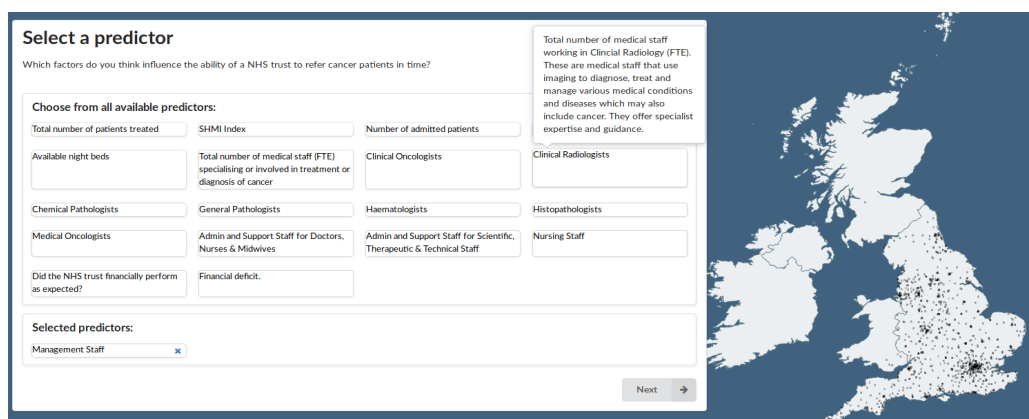 Select a predictor
Which factors do you think influence the ability of a NHS trust to refer cancer patients in time?
Total number of medical staff
working in Clincial Radiology (FTE).
These are medical staff that use
imaging to diagnose, treat and
manage various medical conditions
and diseases which may also
include cancer. They offer specialist
expertise and guidance.
Choose from all available predictors:
Total number of patients treated
SHMI Index
Number of admitted patients
Available night beds
Total number of medical staff (FTE)
specialising or involved in treatment or
diagnosis of cancer
Clinical Oncologists
Clinical Radiologists
Chemical Pathologists
General Pathologists
Haematologists
Histopathologists
Medical Oncologists
Admin and Support Staff for Doctors,
Nurses & Midwives
Admin and Support Staff for Scientific,
Therapeutic & Technical Staff
Nursing Staff
Did the NHS trust financially perform
as expected?
Financial deficit.
Selected predictors:
Management Staff
Next